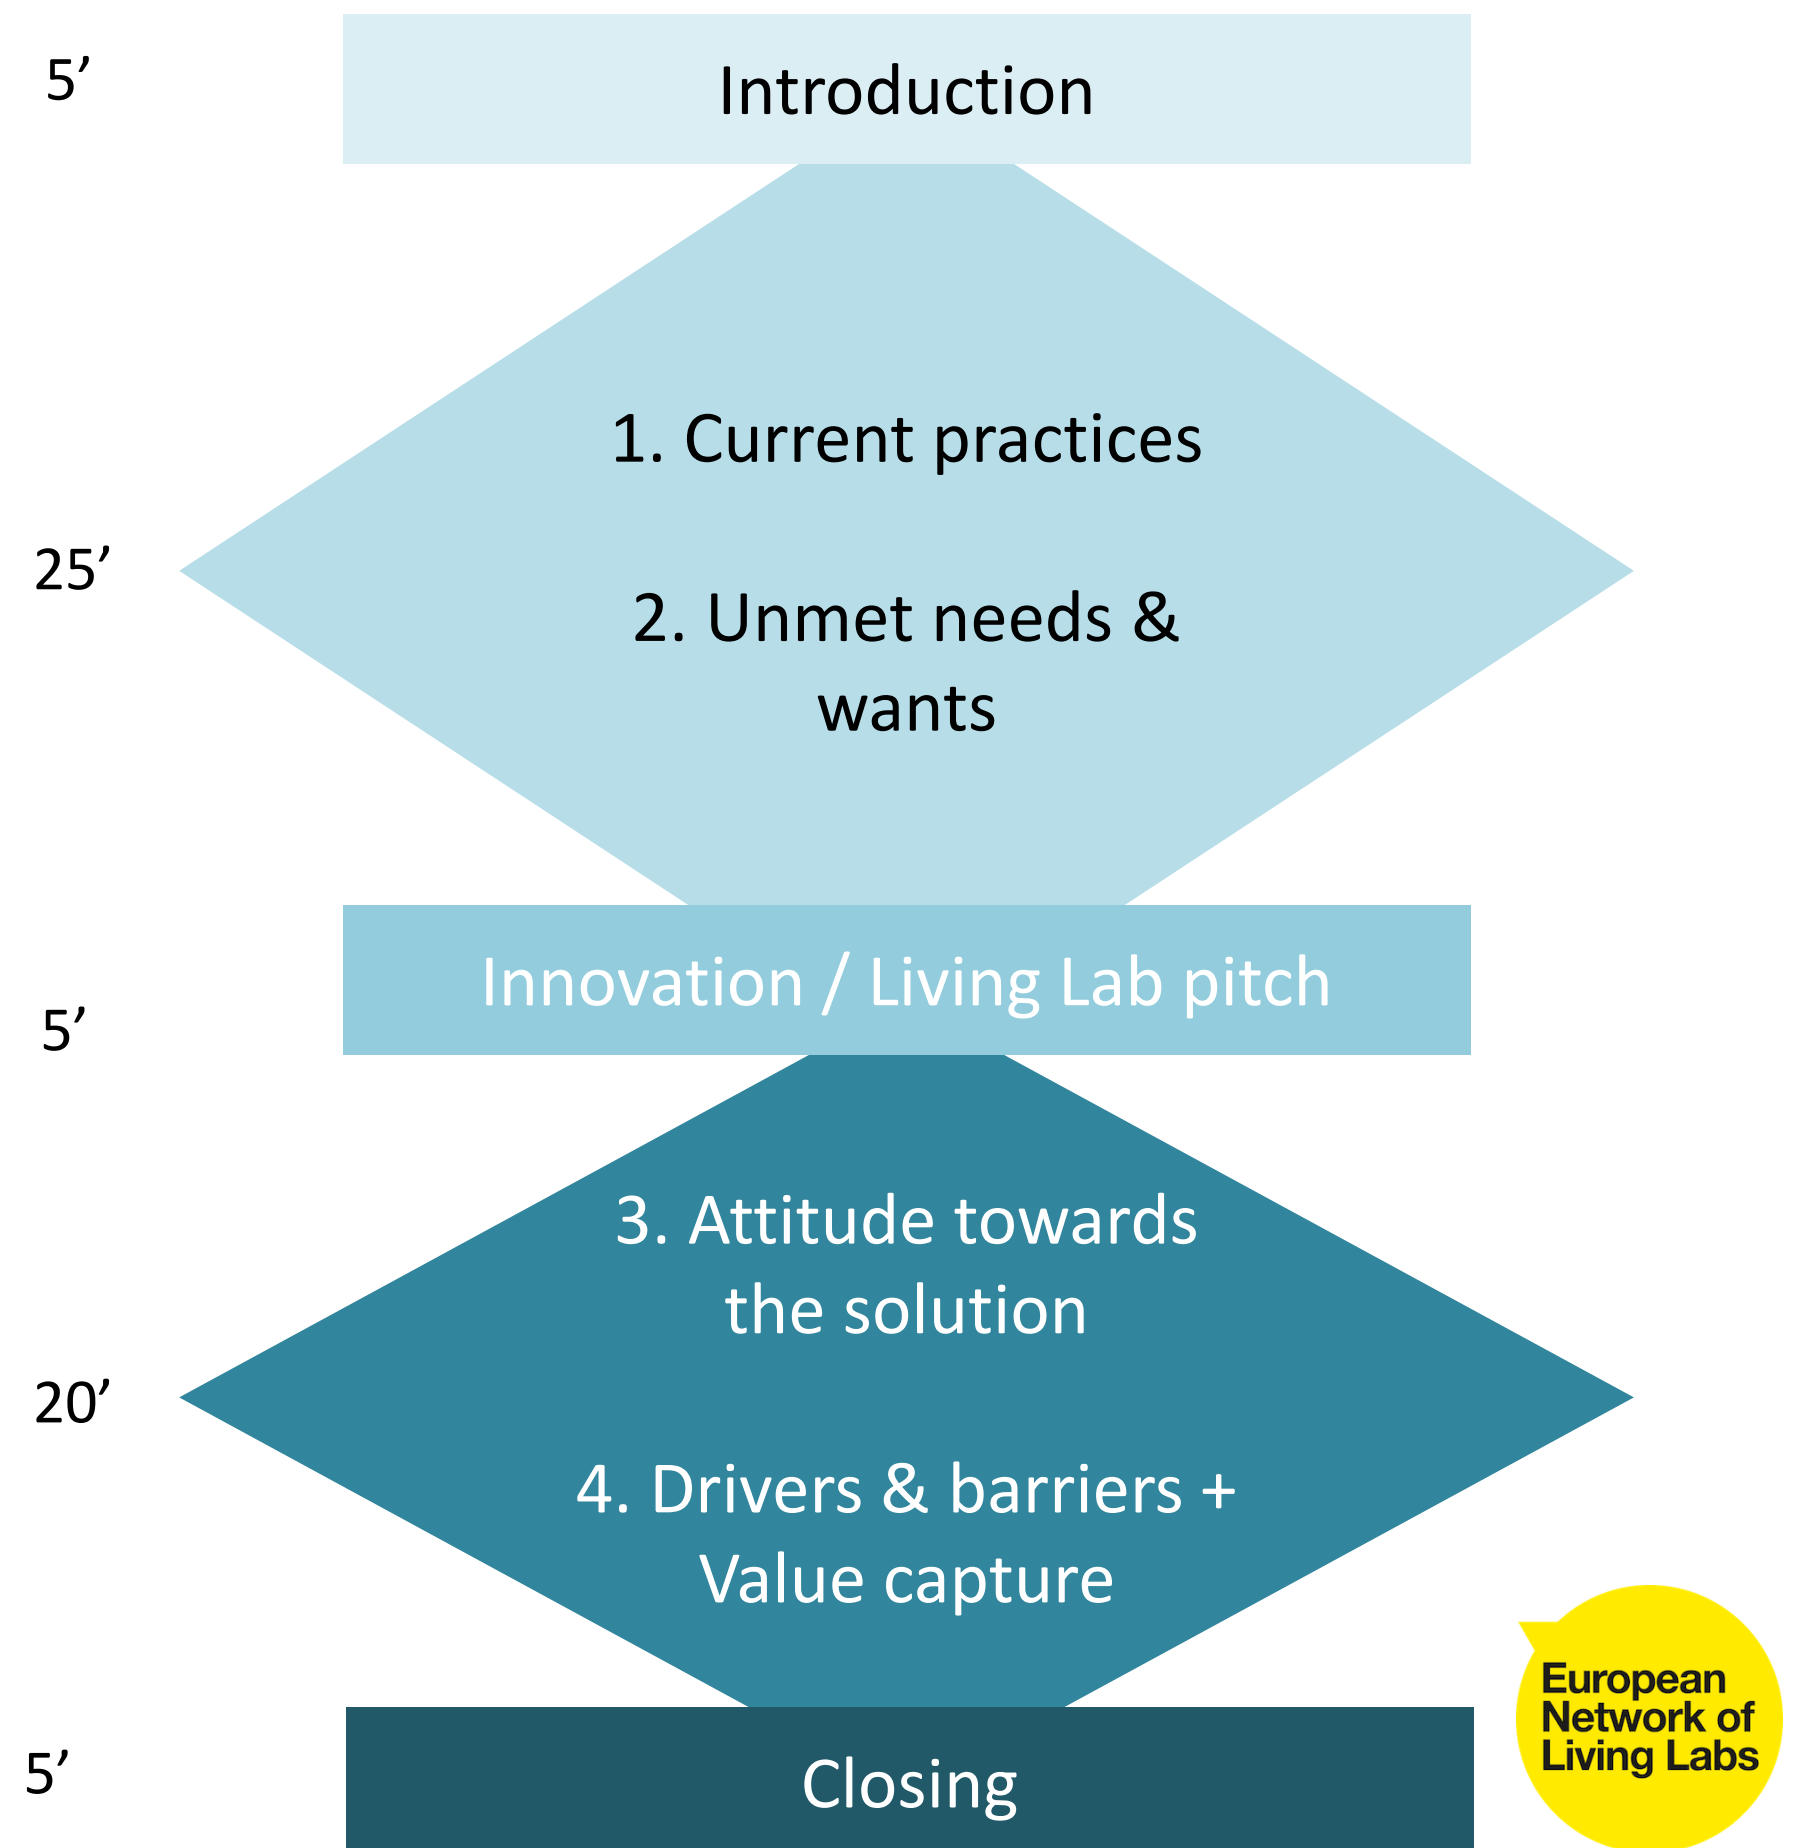 5’
Introduction
1. Current practices
25’
2. Unmet needs &
wants
Innovation / Living Lab pitch
5’
3. Attitude towards
the solution
20’
4. Drivers & barriers +
Value capture
5’
Closing
European
Network of
Living Labs